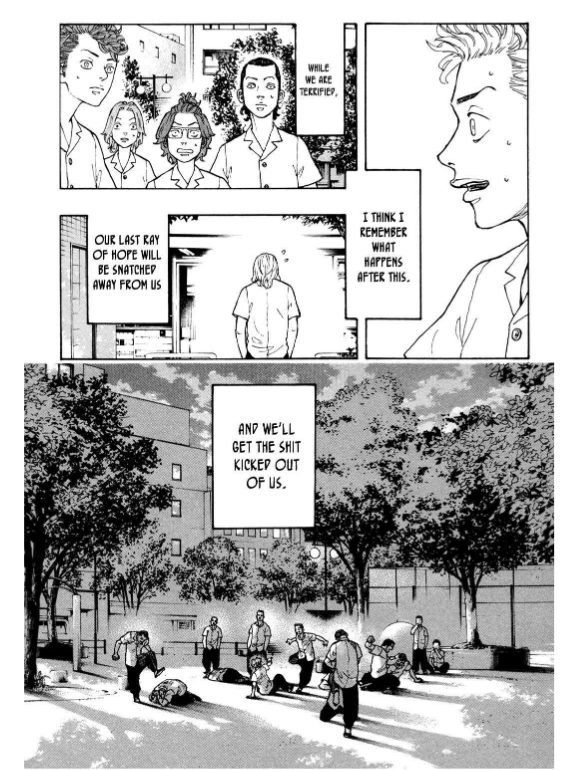 I THINK I
REMEMBER
WHAT
HAPPENS
AFTER THIS.
WHILE
WE ARE
TERRIFIED,
OUR LAST RAY
OF HOPE WILL
BE SNATCHED
AWAY FROM US
AND WE'LL
GET THE SHIT
KICKED OUT
OF US.